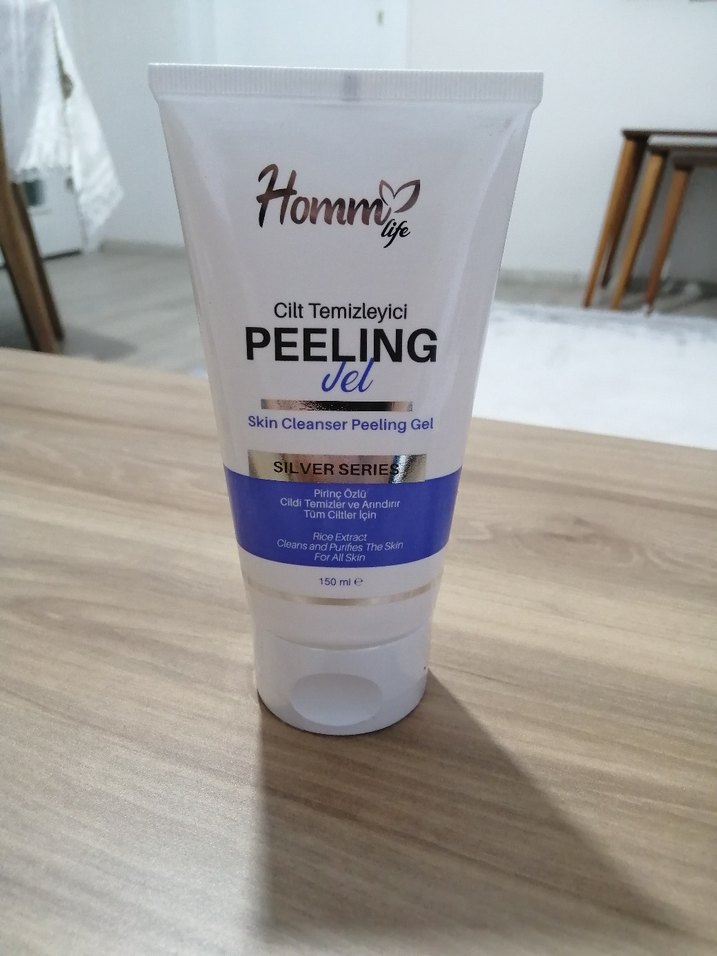 Homm
life
Cilt Temizleyici
PEELING
Jel
Skin Cleanser Peeling Gel
SILVER SERIES
Pirinç Özlü
Cildi Temizler ve Arındırır
Tüm Ciltler İçin
Rice Extract
Cleans and Purifies The Skin
For All Skin
150 ml ℮